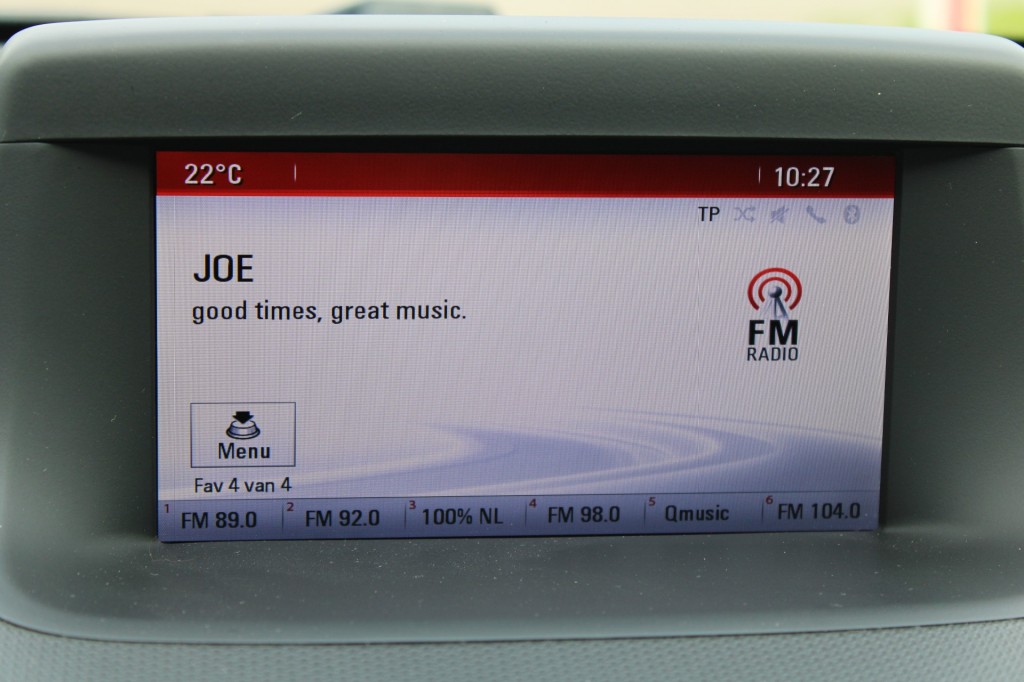 22°C 10:27
TP
JOE
good times, great music.
FM
RADIO
Menu
Fav 4 van 4
1 FM 89.0 2 FM 92.0 3 100% NL 4 FM 98.0 5 Qmusic 6 FM 104.0